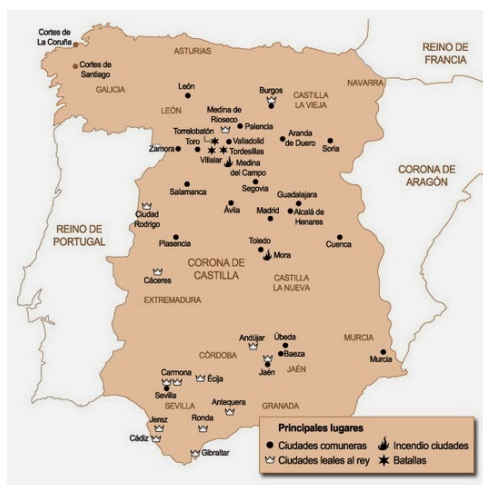 Cortes de
La Coruña
Cortes de
Santiago
ASTURIAS
REINO DE
FRANCIA
NAVARRA
GALICIA
León
LEÓN
Burgos
CASTILLA
LA VIEJA
Medina de
Rioseco
Palencia
Torrelobatón
Valladolid
Aranda
de Duero
Soria
Zamora
Toro
Tordesillas
Villalar
Medina
del Campo
Segovia
CORONA DE
ARAGÓN
Salamanca
Guadalajara
Ávila
Madrid
Alcalá de
Henares
Ciudad
Rodrigo
REINO DE
PORTUGAL
Plasencia
Toledo
Mora
Cuenca
CORONA DE
CASTILLA
CASTILLA
LA NUEVA
Cáceres
EXTREMADURA
Andújar
Úbeda
Baeza
MURCIA
Murcia
CÓRDOBA
Jaén
JAÉN
Carmona
Écija
Sevilla
SEVILLA
Antequera
GRANADA
Jerez
Ronda
Cádiz
Gibraltar
Principales lugares
Ciudades comuneras
Incendio ciudades
Ciudades leales al rey
Batallas